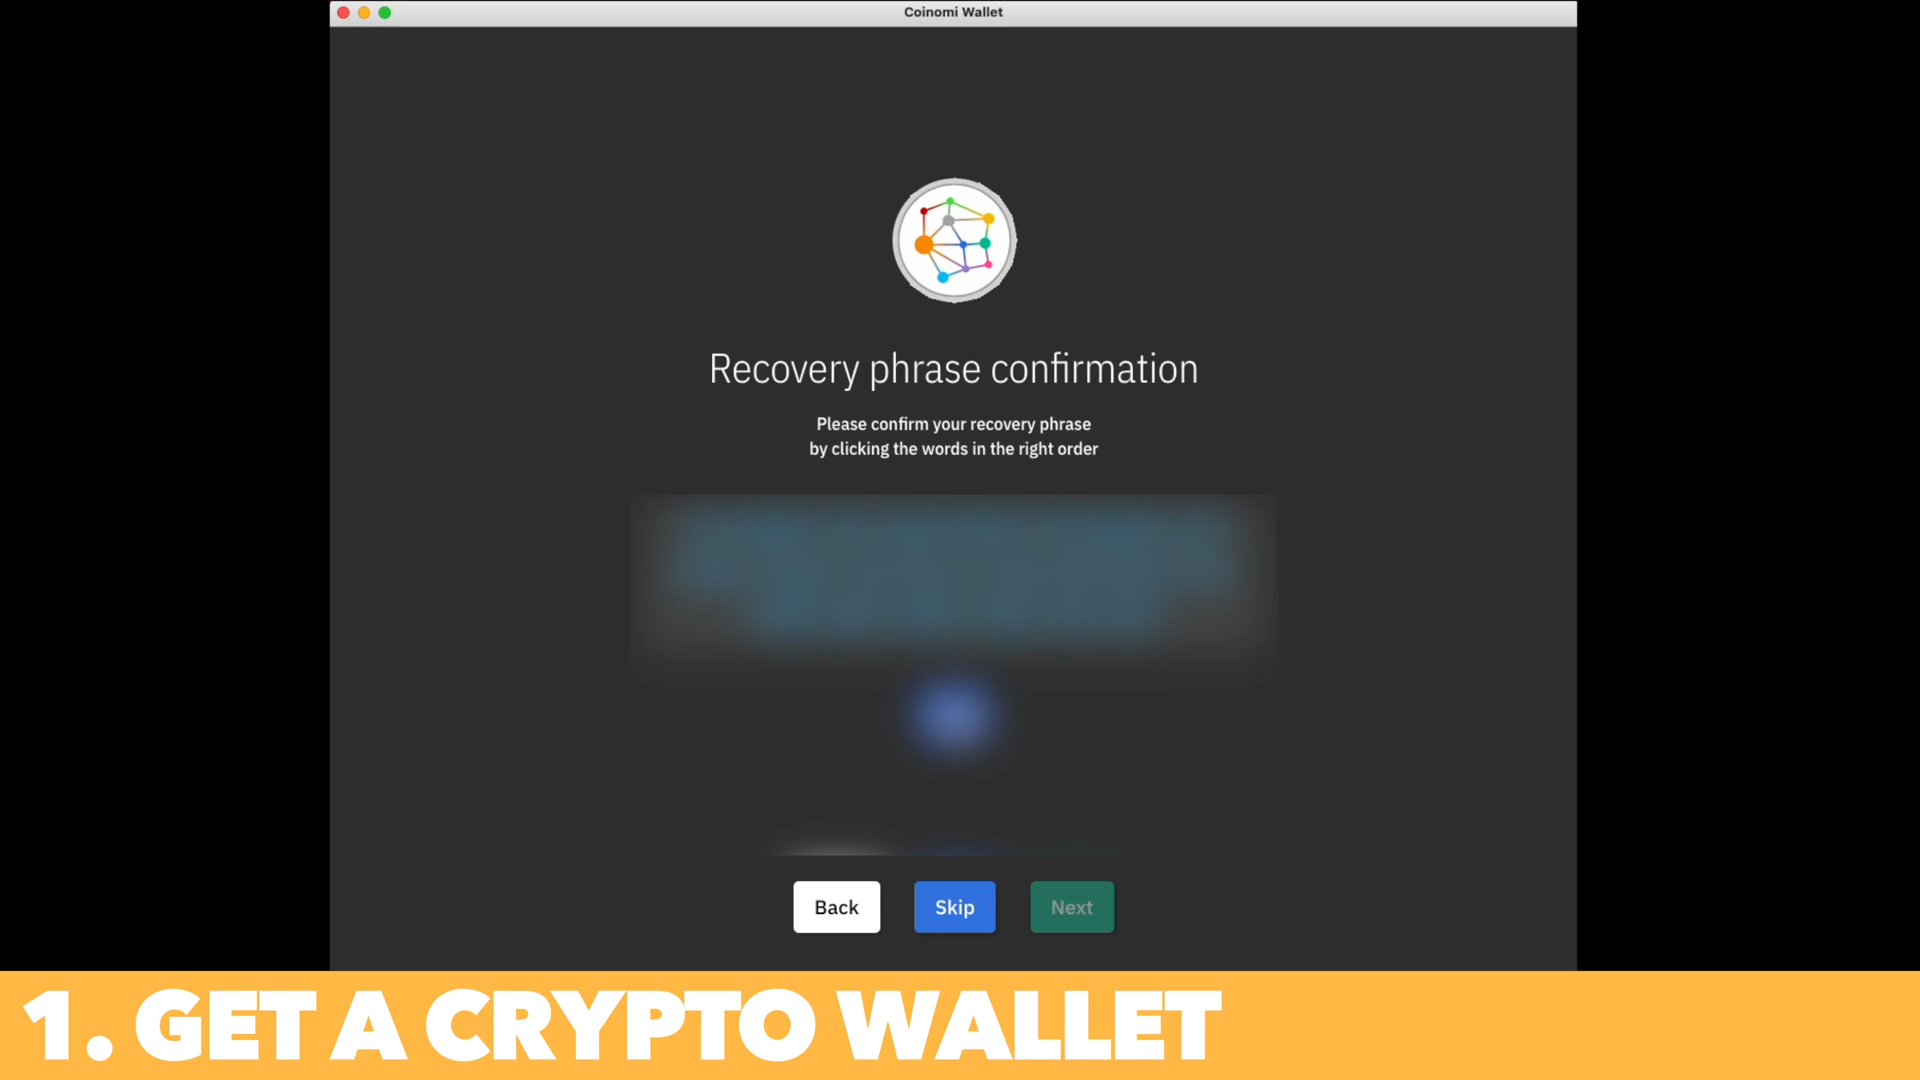 Coinomi Wallet
Recovery phrase confirmation
Please confirm your recovery phrase
by clicking the words in the right order
Back
Skip
Next
1. GET A CRYPTO WALLET